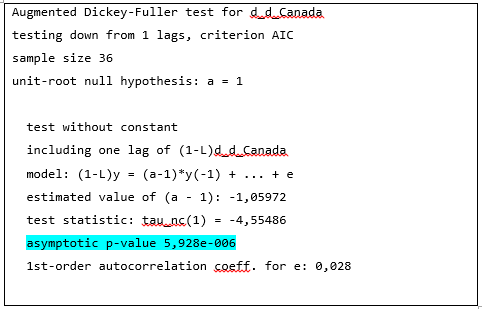 Augmented Dickey-Fuller test for d_d_Canada
testing down from 1 lags, criterion AIC
sample size 36
unit-root null hypothesis: a = 1
test without constant
including one lag of (1-L)d_d_Canada
model: (1-L)y = (a-1)*y(-1) + ... + e
estimated value of (a - 1): -1,05972
test statistic: tau_nc(1) = -4,55486
asymptotic p-value 5,928e-006
1st-order autocorrelation coeff. for e: 0,028